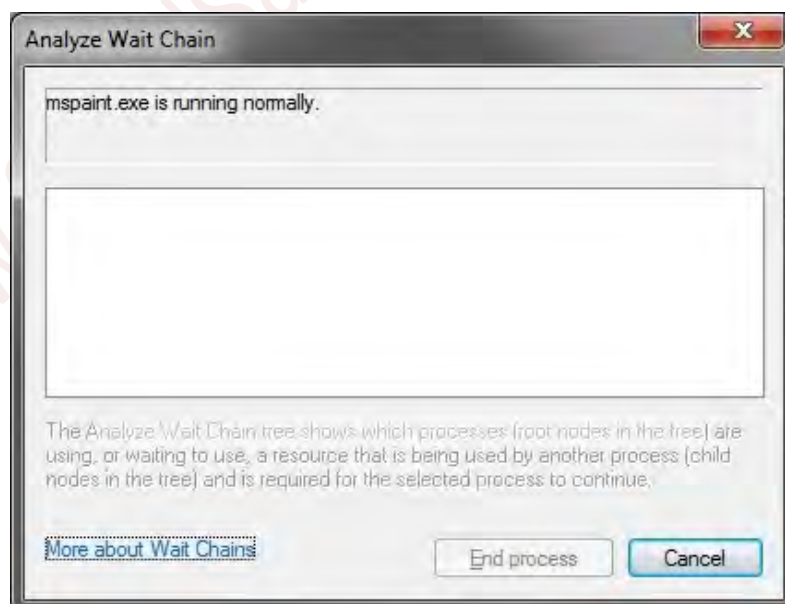 Analyze Wait Chain
mspaint.exe is running normally.
The Analyze Wait Chain tree shows which processes (root nodes in the tree) are
using, or waiting to use, a resource that is being used by another process (child
nodes in the tree) and is required for the selected process to continue.
More about Wait Chains
End process
Cancel